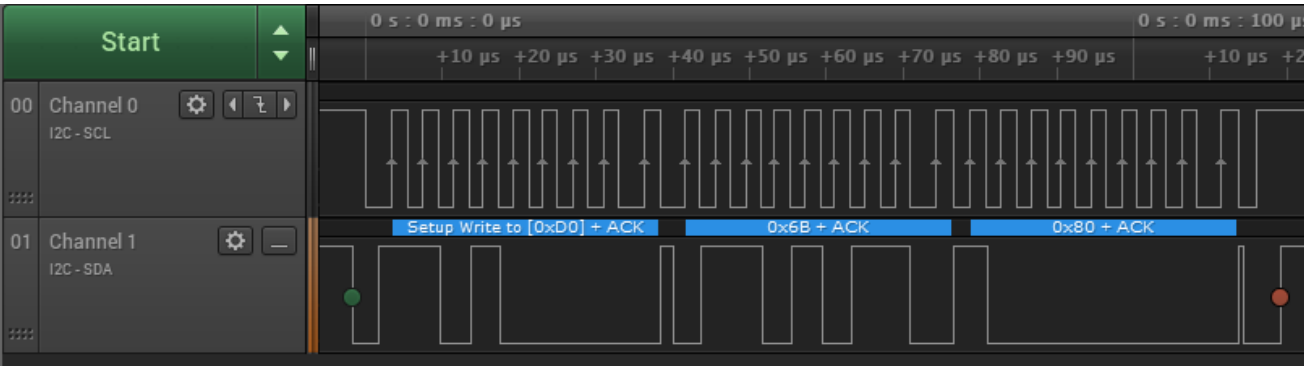 Start
0 s : 0 ms : 0 µs
0 s : 0 ms : 100 µs
+10 µs +20 µs +30 µs +40 µs +50 µs +60 µs +70 µs +80 µs +90 µs +10 µs
00 Channel 0
I2C - SCL
Setup Write to [0xD0] + ACK
0x6B + ACK
0x80 + ACK
01 Channel 1
I2C - SDA